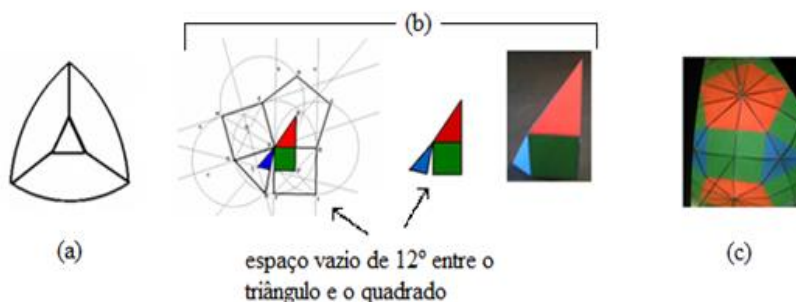 (b)
(a)
(c)
espaço vazio de 12º entre o
triângulo e o quadrado